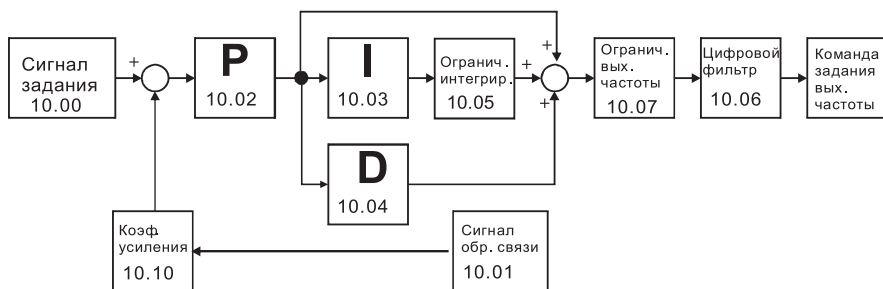 Сигнал
задания
10.00
+
P
10.02
I
10.03
Огранич.
интегрир.
10.05
+
+
+
D
10.04
Огранич.
вых.
частоты
10.07
Цифровой
фильтр
10.06
Команда
задания
вых.
частоты
Коэф.
усиления
10.10
Сигнал
обр. связи
10.01